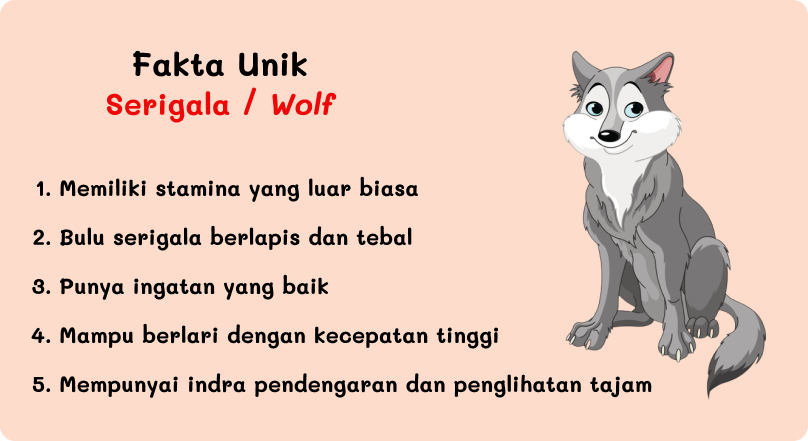 Fakta Unik
Serigala / Wolf
1. Memiliki stamina yang luar biasa
2. Bulu serigala berlapis dan tebal
3. Punya ingatan yang baik
4. Mampu berlari dengan kecepatan tinggi
5. Mempunyai indra pendengaran dan penglihatan tajam